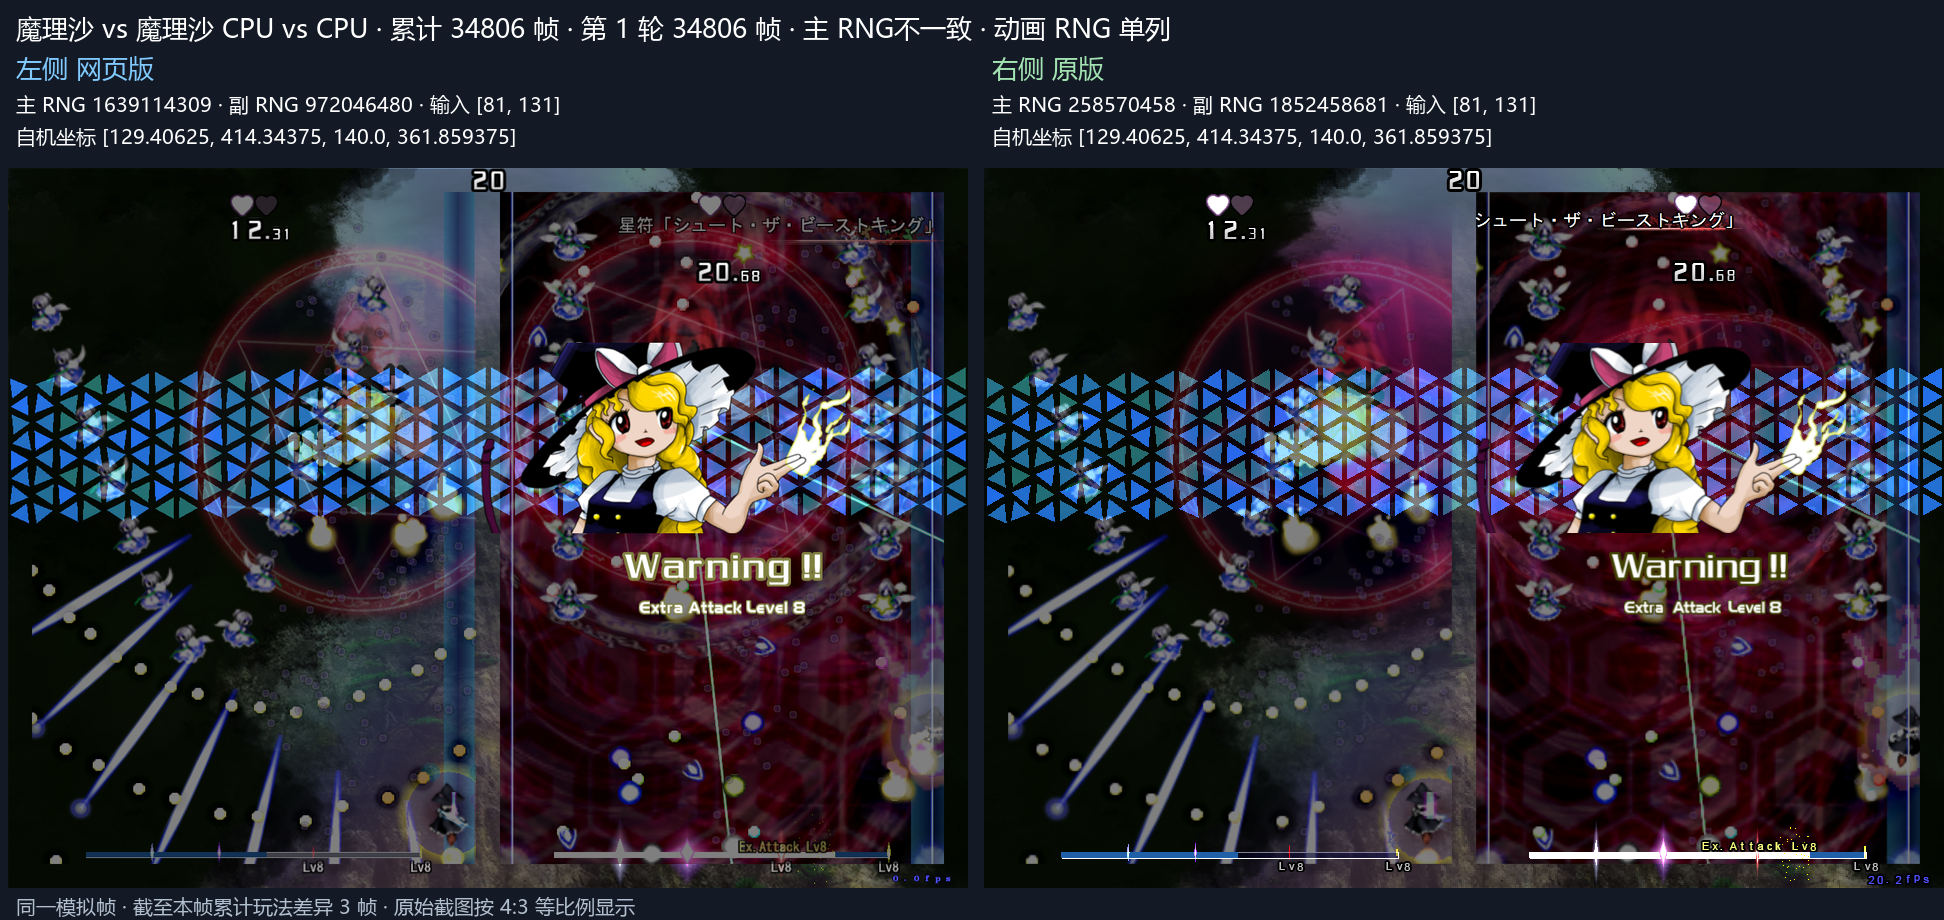 魔理沙 vs 魔理沙 CPU vs CPU · 累计 34806 帧 · 第 1 轮 34806 帧 · 主 RNG不一致 · 动画 RNG 单列
左侧 网页版
主 RNG 1639114309 · 副 RNG 972046480 · 输入 [81, 131]
自机坐标 [129.40625, 414.34375, 140.0, 361.859375]
右侧 原版
主 RNG 258570458 · 副 RNG 1852458681 · 输入 [81, 131]
自机坐标 [129.40625, 414.34375, 140.0, 361.859375]
20
12.31
星符「シュート・ザ・ビーストキング」
20.68
Warning !!
Extra Attack Level 8
Ex.Attack Lv8
Lv8
Lv8
Lv8
Lv8
0.0fps
20
12.31
シュート・ザ・ビーストキング」
20.68
Warning !!
Extra Attack Level 8
Ex.Attack Lv8
Lv8
Lv8
Lv8
20.2fps
同一模拟帧 · 截至本帧累计玩法差异 3 帧 · 原始截图按 4:3 等比例显示